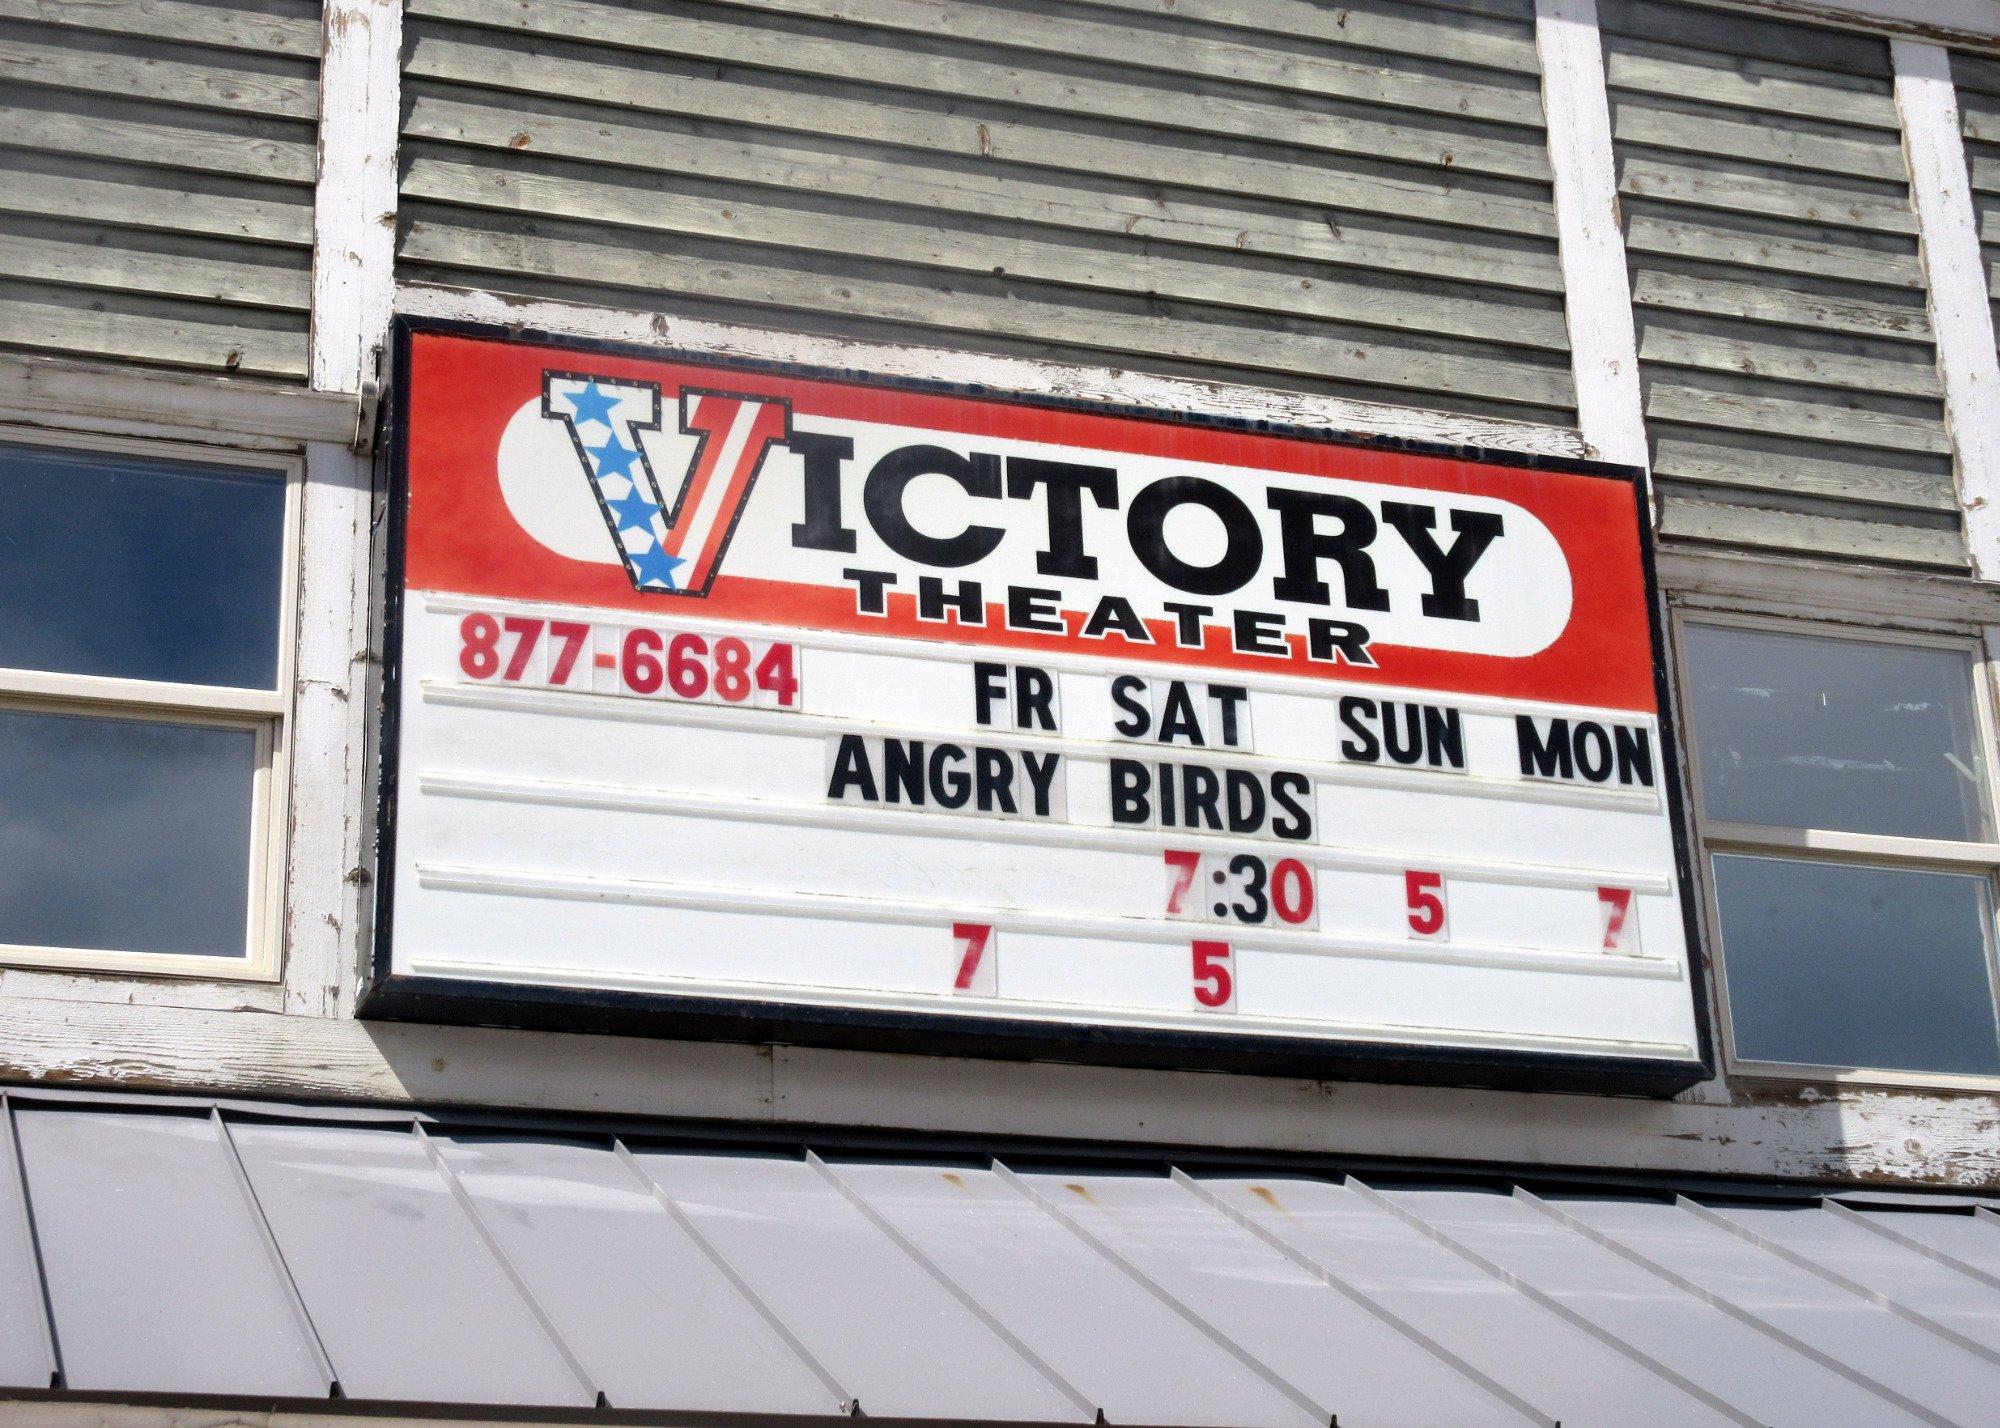 VICTORY
THEATER
877-6684 FR SAT SUN MON
ANGRY BIRDS
7:30 5 7
7 5